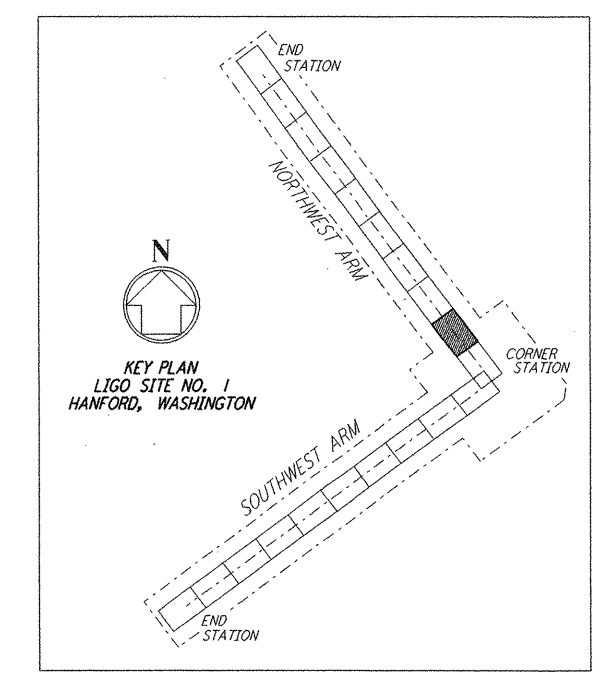 END
STATION
NORTHWEST ARM
N
KEY PLAN
LIGO SITE NO. 1
HANFORD, WASHINGTON
CORNER
STATION
SOUTHWEST ARM
END
STATION